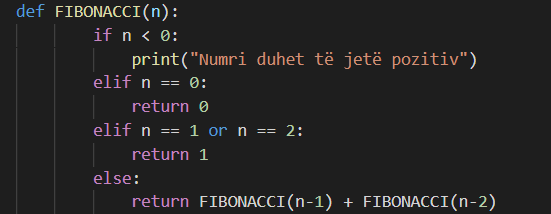 def FIBONACCI(n):
if n < 0:
print("Numri duhet të jetë pozitiv")
elif n == 0:
return 0
elif n == 1 or n == 2:
return 1
else:
return FIBONACCI(n-1) + FIBONACCI(n-2)